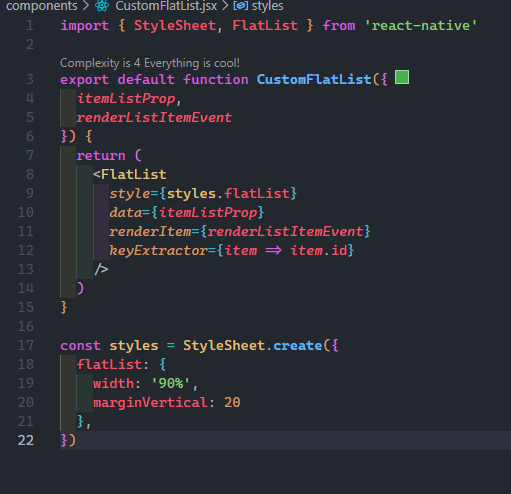 components > CustomFlatList.jsx > styles
1 import { StyleSheet, FlatList } from 'react-native'
2
Complexity is 4 Everything is cool!
3 export default function CustomFlatList({
4   itemListProp,
5   renderListItemEvent
6 }) {
7   return (
8     <FlatList
9       style={styles.flatList}
10       data={itemListProp}
11       renderItem={renderListItemEvent}
12       keyExtractor={item => item.id}
13     />
14   )
15 }
16
17 const styles = StyleSheet.create({
18   flatList: {
19     width: '90%',
20     marginVertical: 20
21   },
22 })